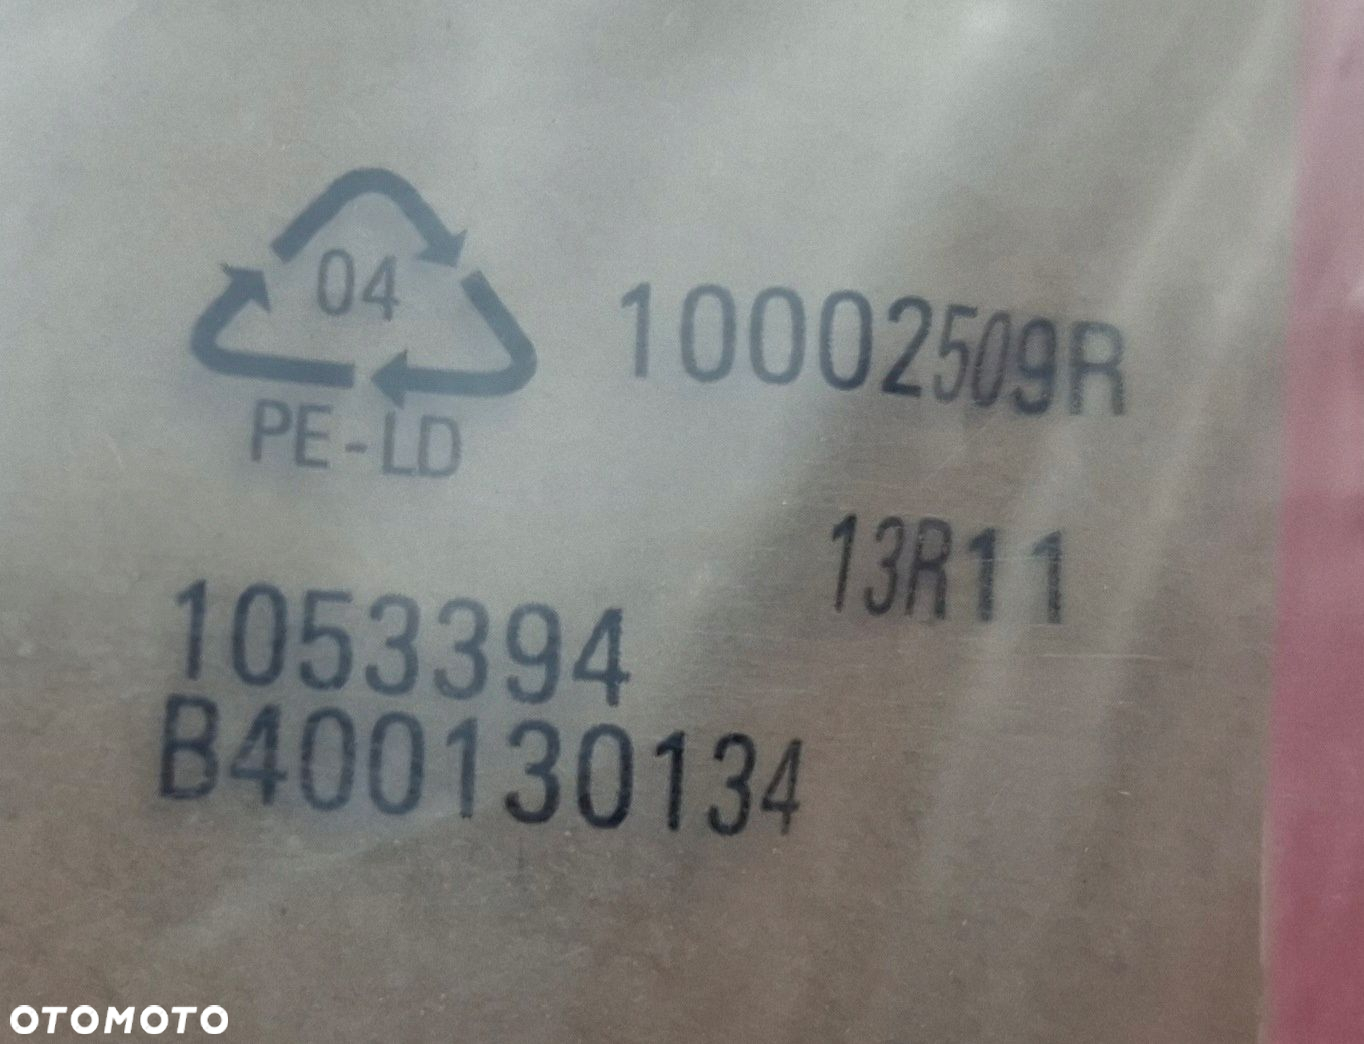 04
PE-LD
10002509R
13R11
1053394
B400130134
OTOMOTO